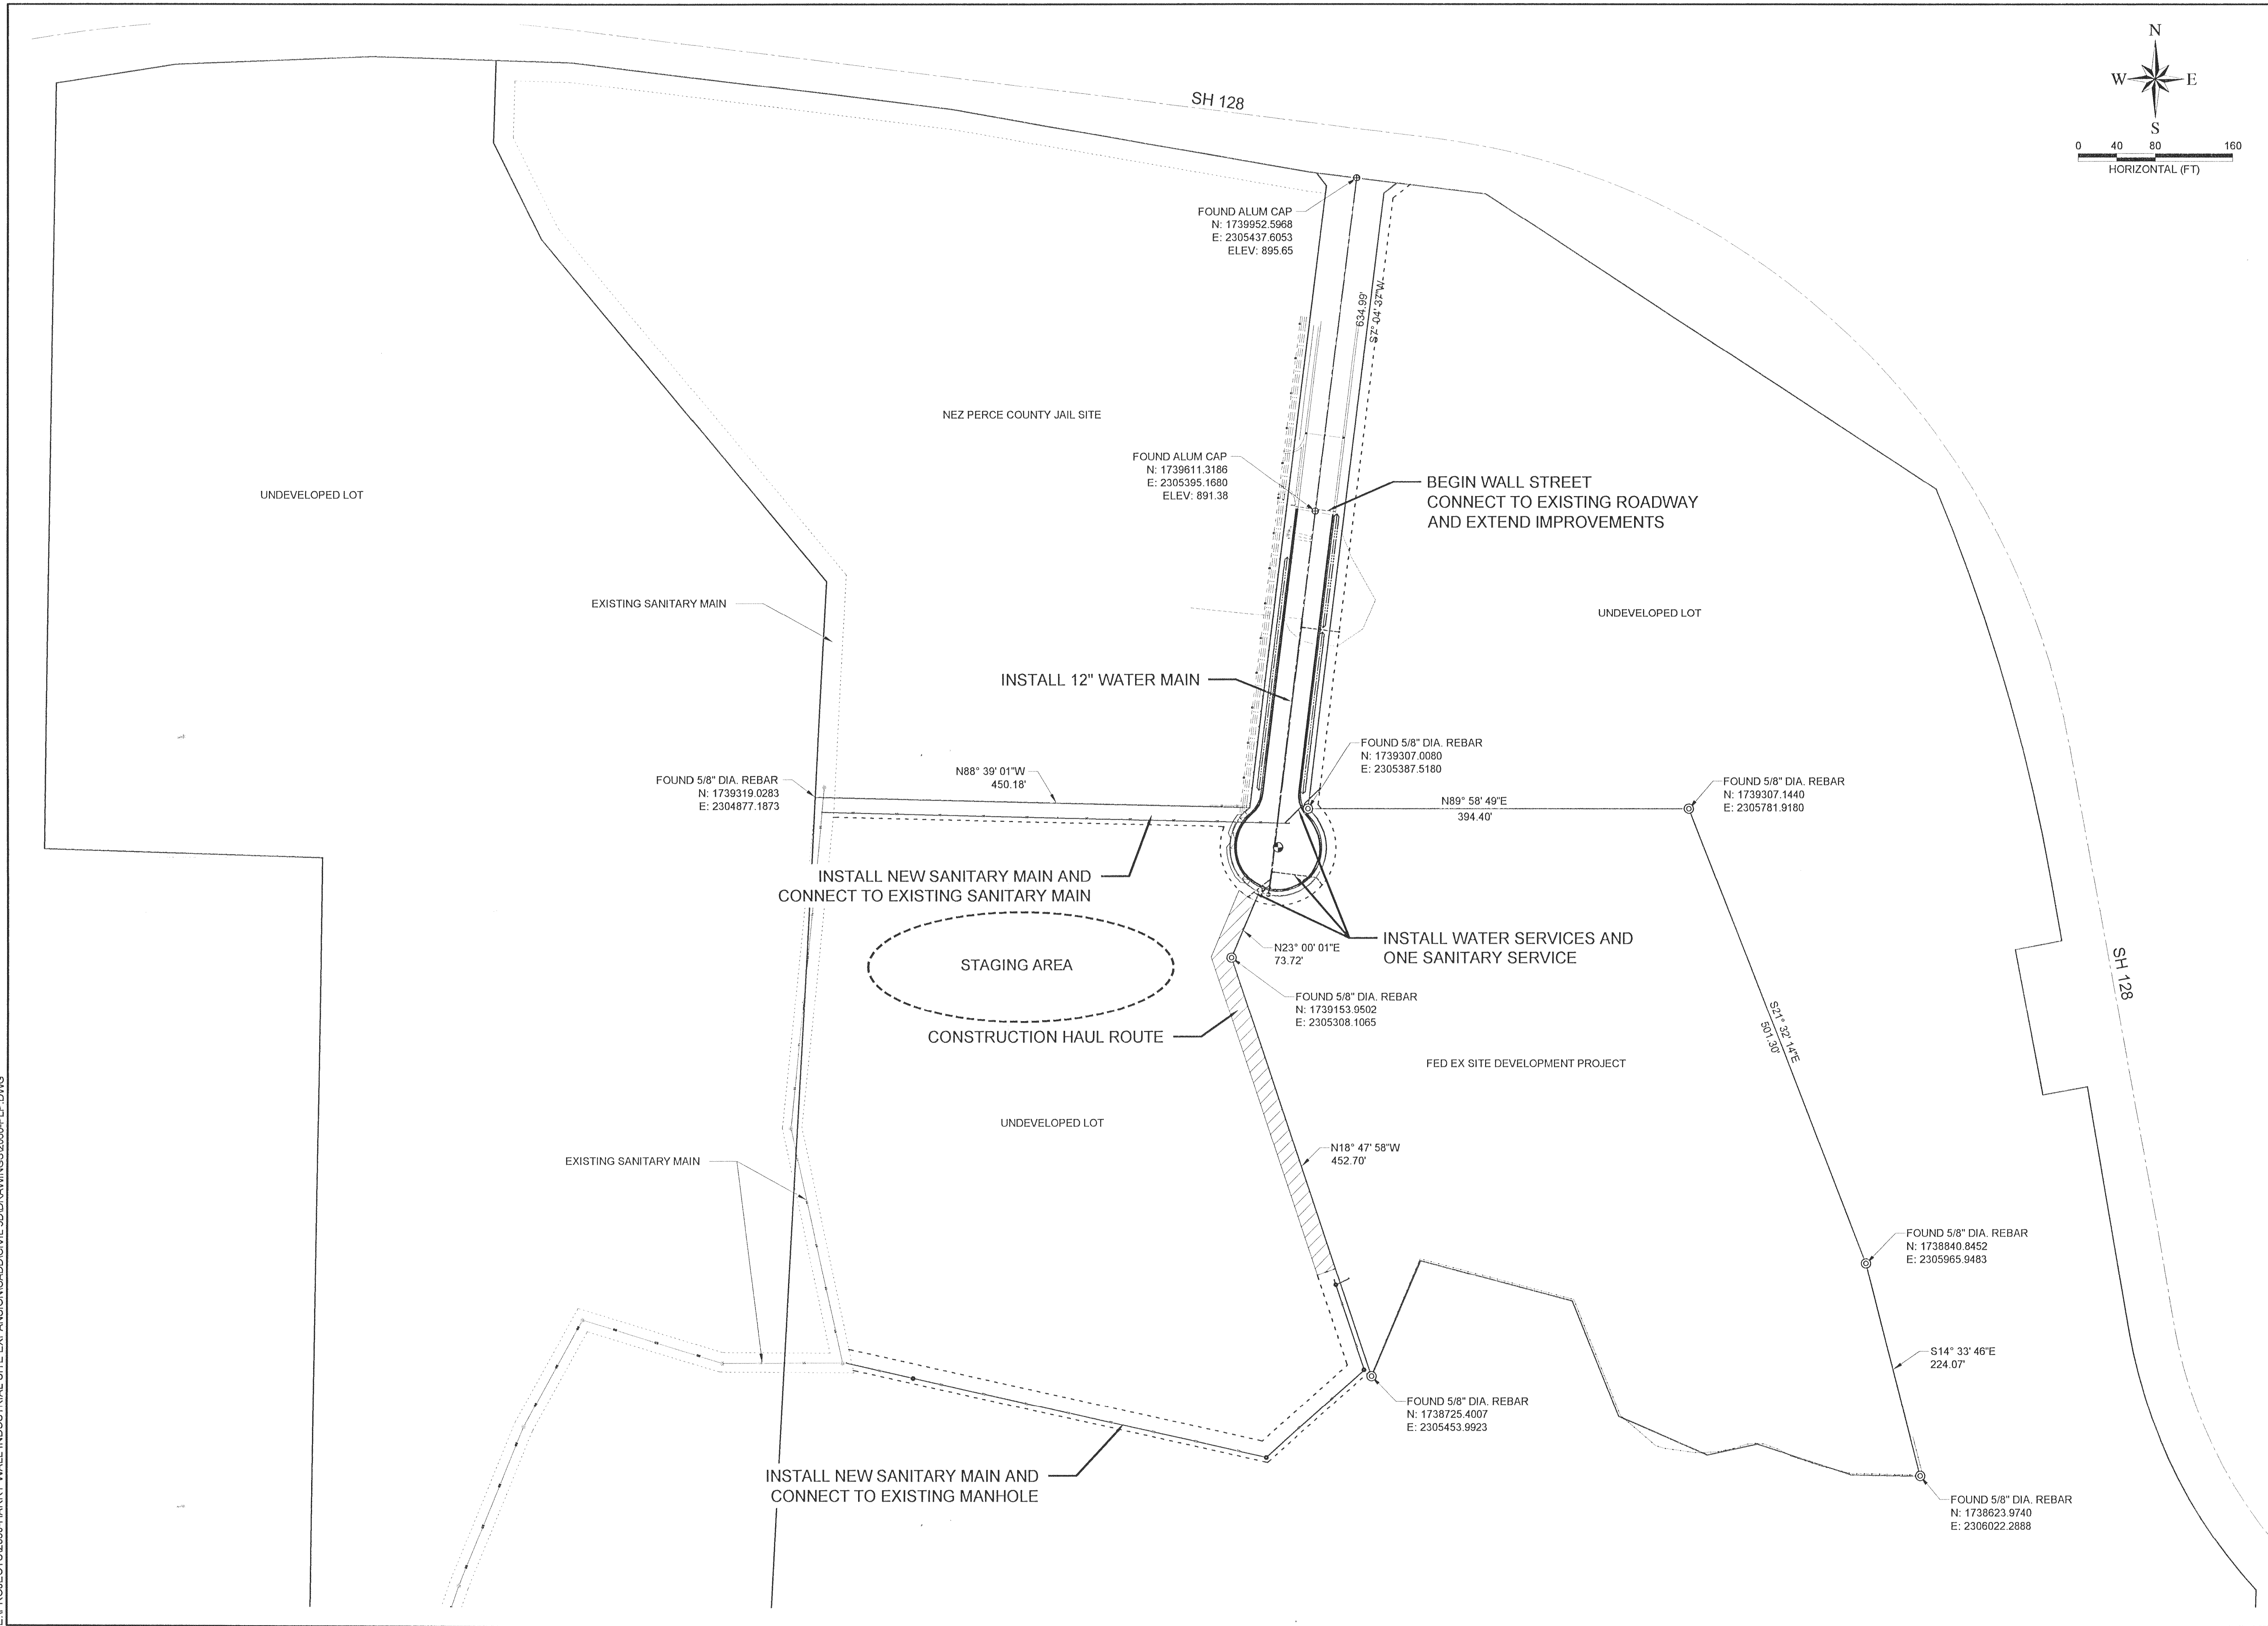 N
W E
S
0 40 80 160
HORIZONTAL (FT)
SH 128
FOUND ALUM CAP
N: 1739952.5968
E: 2305437.6053
ELEV: 895.65
634.99'
S7° 04' 37"W
NEZ PERCE COUNTY JAIL SITE
FOUND ALUM CAP
N: 1739611.3186
E: 2305395.1680
ELEV: 891.38
BEGIN WALL STREET
CONNECT TO EXISTING ROADWAY
AND EXTEND IMPROVEMENTS
UNDEVELOPED LOT
EXISTING SANITARY MAIN
UNDEVELOPED LOT
INSTALL 12" WATER MAIN
FOUND 5/8" DIA. REBAR
N: 1739307.0080
E: 2305387.5180
N88° 39' 01"W
450.18'
FOUND 5/8" DIA. REBAR
N: 1739319.0283
E: 2304877.1873
FOUND 5/8" DIA. REBAR
N: 1739307.1440
E: 2305781.9180
N89° 58' 49"E
394.40'
INSTALL NEW SANITARY MAIN AND
CONNECT TO EXISTING SANITARY MAIN
STAGING AREA
N23° 00' 01"E
73.72'
INSTALL WATER SERVICES AND
ONE SANITARY SERVICE
SH 128
FOUND 5/8" DIA. REBAR
N: 1739153.9502
E: 2305308.1065
CONSTRUCTION HAUL ROUTE
S21° 32' 14"E
501.30'
FED EX SITE DEVELOPMENT PROJECT
UNDEVELOPED LOT
EXISTING SANITARY MAIN
N18° 47' 58"W
452.70'
FOUND 5/8" DIA. REBAR
N: 1738840.8452
E: 2305965.9483
S14° 33' 46"E
224.07'
FOUND 5/8" DIA. REBAR
N: 1738725.4007
E: 2305453.9923
INSTALL NEW SANITARY MAIN AND
CONNECT TO EXISTING MANHOLE
FOUND 5/8" DIA. REBAR
N: 1738623.9740
E: 2306022.2888